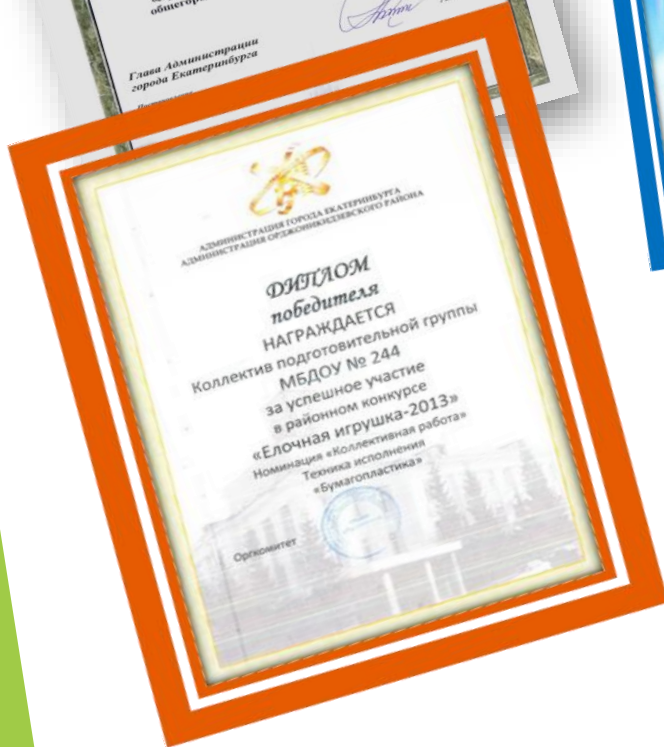 Глава Администрации
города Екатеринбурга
АДМИНИСТРАЦИЯ ГОРОДА ЕКАТЕРИНБУРГА
АДМИНИСТРАЦИЯ ОРДЖОНИКИДЗЕВСКОГО РАЙОНА
ДИПЛОМ
победителя
НАГРАЖДАЕТСЯ
Коллектив подготовительной группы
МБДОУ № 244
за успешное участие
в районном конкурсе
«Елочная игрушка-2013»
Номинация «Коллективная работа»
Техника исполнения
«Бумагопластика»
Оргкомитет